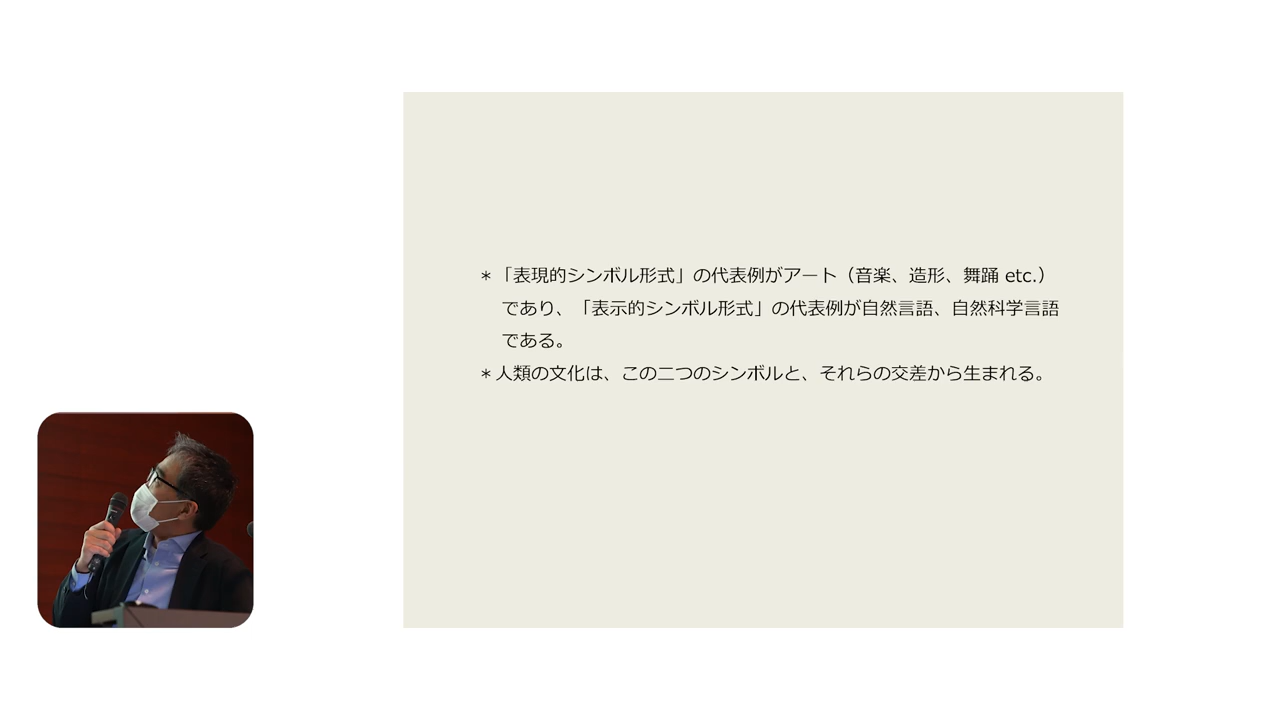 ＊「表現的シンボル形式」の代表例がアート（音楽、造形、舞踊 etc.）
であり、「表示的シンボル形式」の代表例が自然言語、自然科学言語
である。
＊人類の文化は、この二つのシンボルと、それらの交差から生まれる。